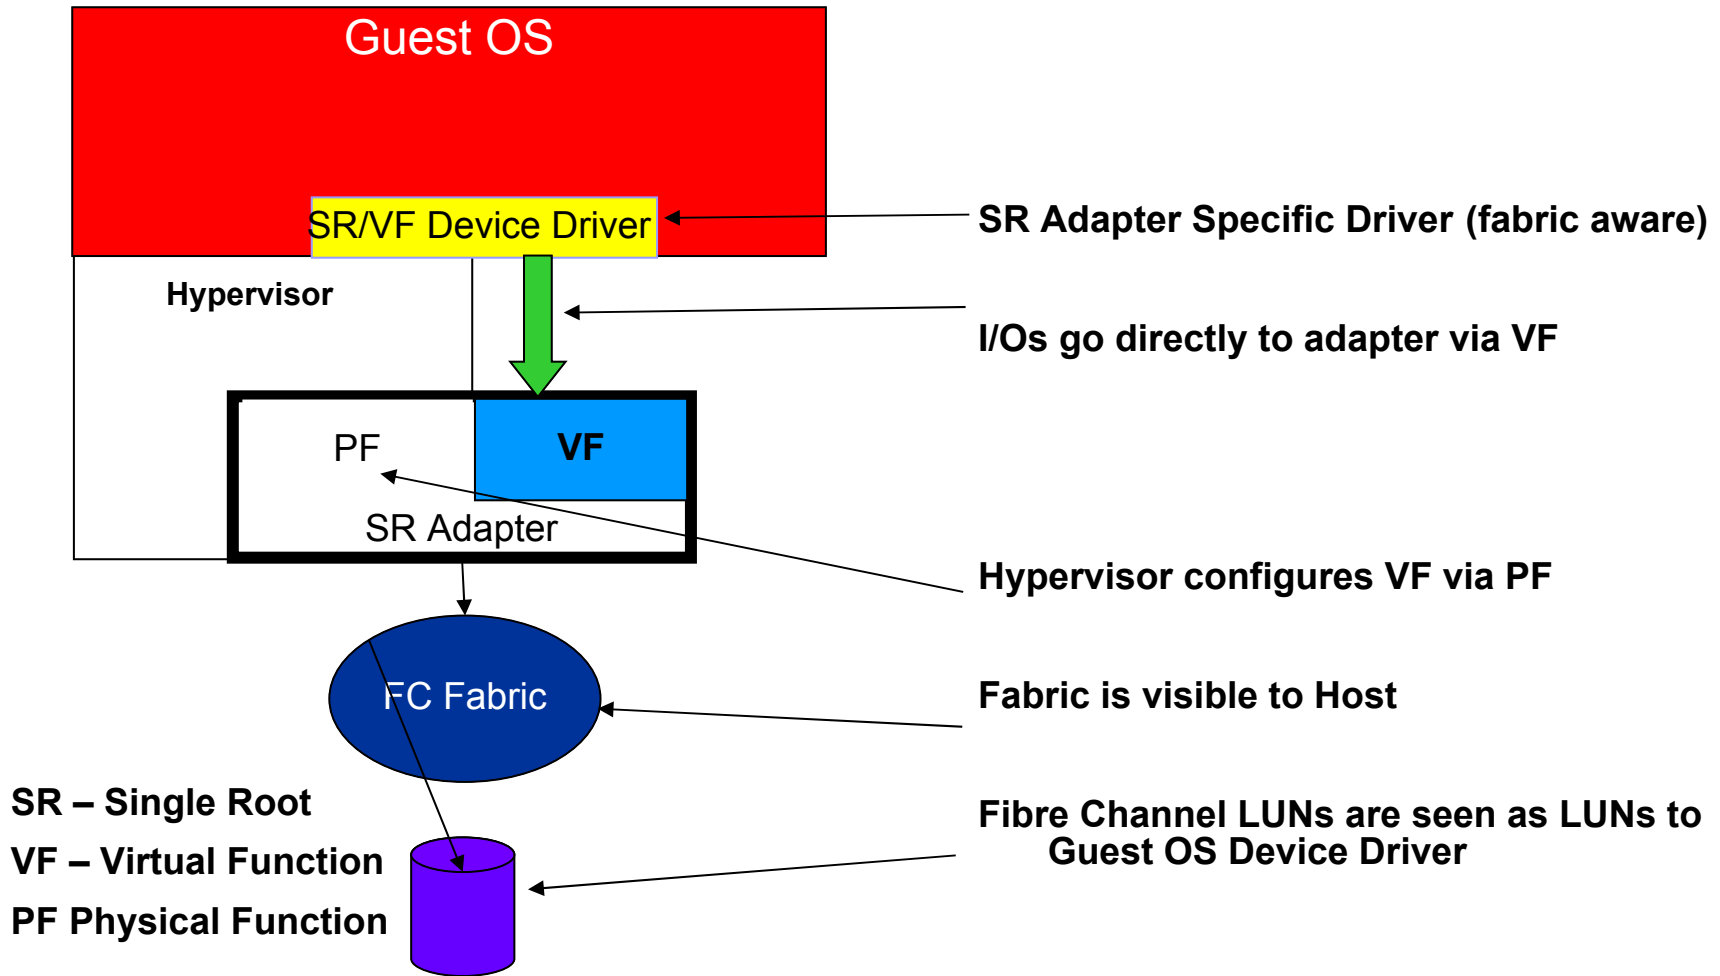 Guest OS
SR/VF Device Driver
SR Adapter Specific Driver (fabric aware)
Hypervisor
I/Os go directly to adapter via VF
PF
VF
SR Adapter
Hypervisor configures VF via PF
FC Fabric
Fabric is visible to Host
SR – Single Root
VF – Virtual Function
PF Physical Function
Fibre Channel LUNs are seen as LUNs to
Guest OS Device Driver